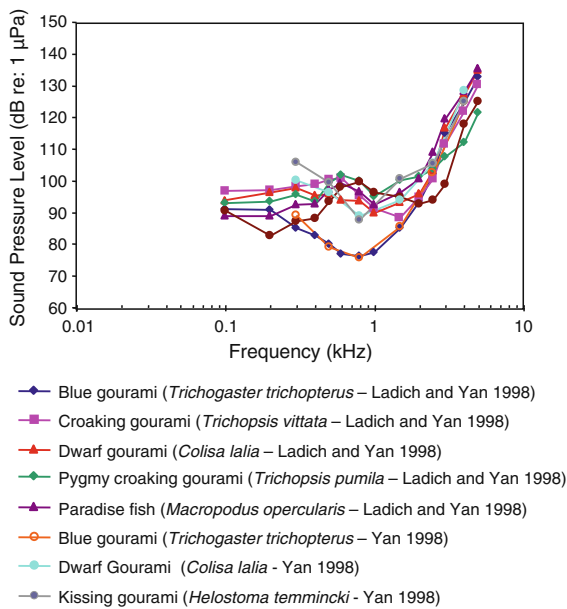 Sound Pressure Level (dB re: 1 µPa)
150
140
130
120
110
100
90
80
70
60
0.01
0.1
1
10
Frequency (kHz)
Blue gourami (Trichogaster trichopterus – Ladich and Yan 1998)
Croaking gourami (Trichopsis vittata – Ladich and Yan 1998)
Dwarf gourami (Colisa lalia – Ladich and Yan 1998)
Pygmy croaking gourami (Trichopsis pumila – Ladich and Yan 1998)
Paradise fish (Macropodus opercularis – Ladich and Yan 1998)
Blue gourami (Trichogaster trichopterus – Yan 1998)
Dwarf Gourami (Colisa lalia - Yan 1998)
Kissing gourami (Helostoma temmincki - Yan 1998)